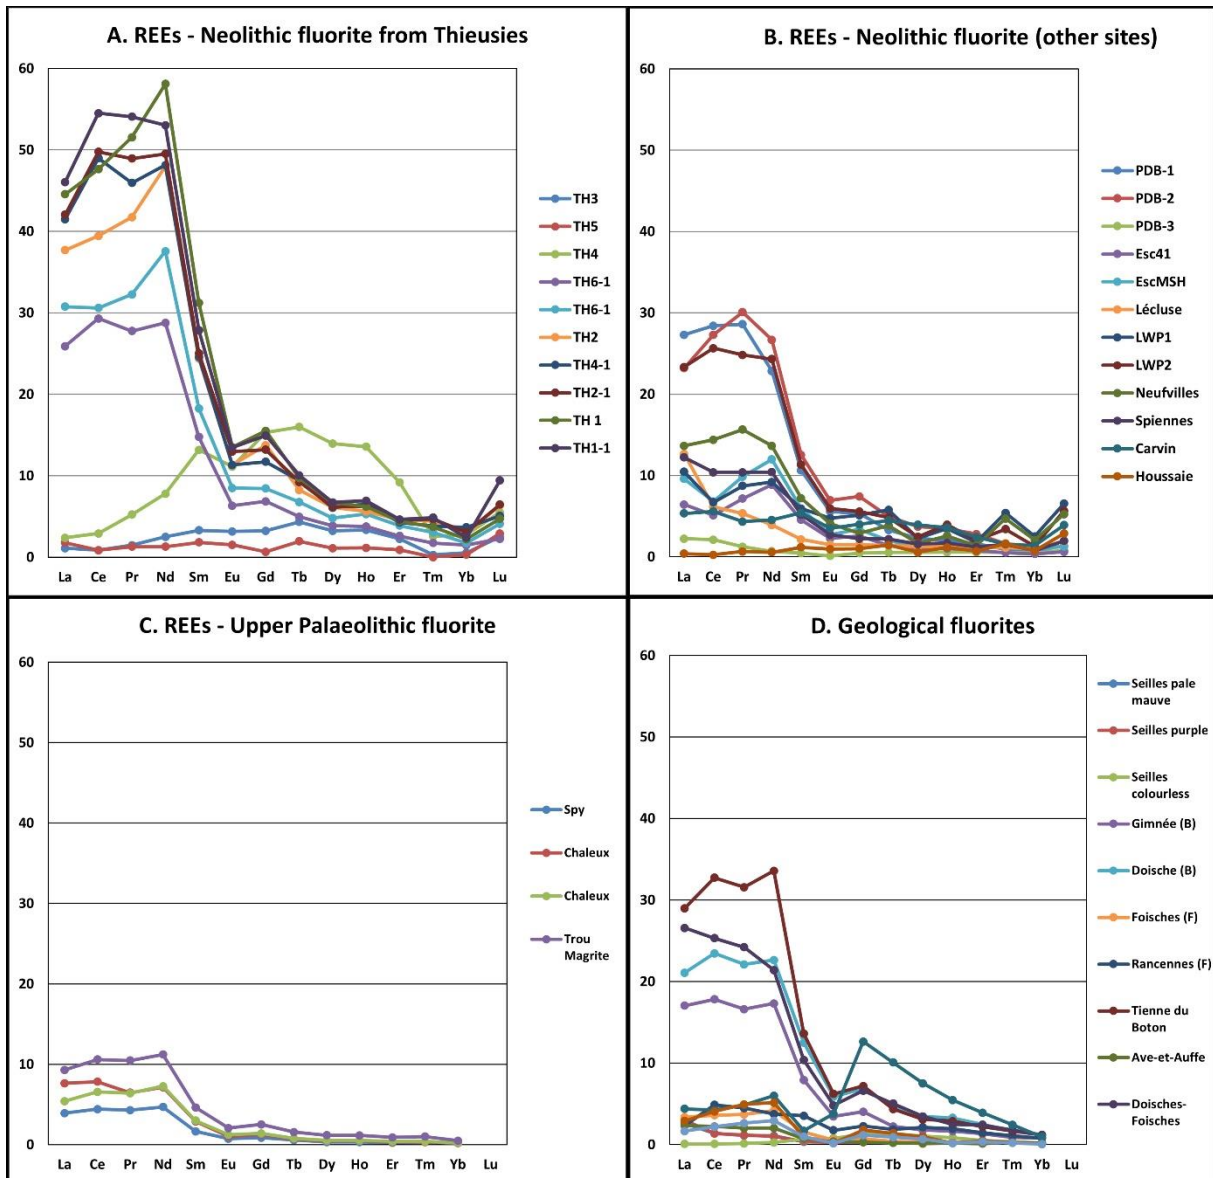 A. REEs - Neolithic fluorite from Thieusies
60
50
40
30
20
10
0
La Ce Pr Nd Sm Eu Gd Tb Dy Ho Er Tm Yb Lu
TH3
TH5
TH4
TH6-1
TH6-1
TH2
TH4-1
TH2-1
TH 1
TH1-1
B. REEs - Neolithic fluorite (other sites)
60
50
40
30
20
10
0
La Ce Pr Nd Sm Eu Gd Tb Dy Ho Er Tm Yb Lu
PDB-1
PDB-2
PDB-3
Esc41
EscMSH
Lécluse
LWP1
LWP2
Neufvilles
Spiennes
Carvin
Houssaie
C. REEs - Upper Palaeolithic fluorite
60
50
40
30
20
10
0
La Ce Pr Nd Sm Eu Gd Tb Dy Ho Er Tm Yb Lu
Spy
Chaleux
Chaleux
Trou
Magrite
D. Geological fluorites
60
50
40
30
20
10
0
La Ce Pr Nd Sm Eu Gd Tb Dy Ho Er Tm Yb Lu
Seilles pale
mauve
Seilles purple
Seilles
colourless
Gimnée (B)
Doische (B)
Foisches (F)
Rancennes (F)
Tienne du
Boton
Ave-et-Auffe
Doisches-
Foisches